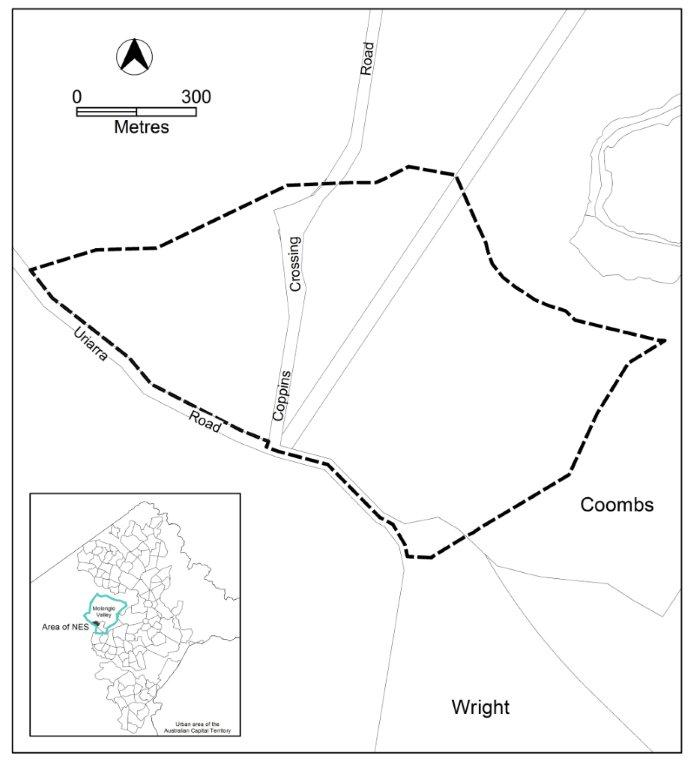 Road
0 300
Metres
Crossing
Uriarra
Coppins
Road
Coombs
Molonglo
Valley
Area of NES
Wright
Urban area of the
Australian Capital Territory